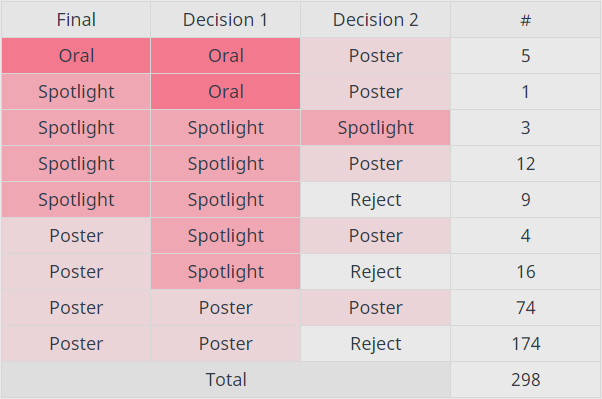 Final Decision 1 Decision 2 #
Oral Oral Poster 5
Spotlight Oral Poster 1
Spotlight Spotlight Spotlight 3
Spotlight Spotlight Poster 12
Spotlight Spotlight Reject 9
Poster Spotlight Poster 4
Poster Spotlight Reject 16
Poster Poster Poster 74
Poster Poster Reject 174
Total 298